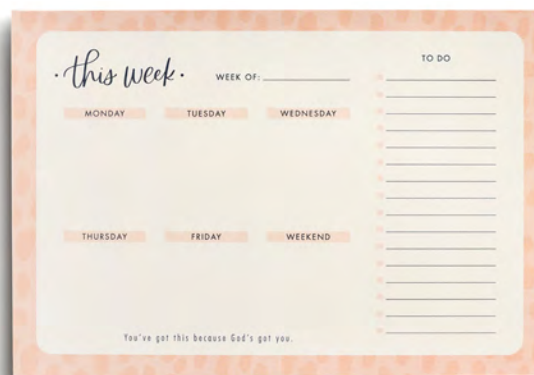 · this week ·
WEEK OF:
MONDAY TUESDAY WEDNESDAY
THURSDAY FRIDAY WEEKEND
You've got this because God's got you.
TO DO